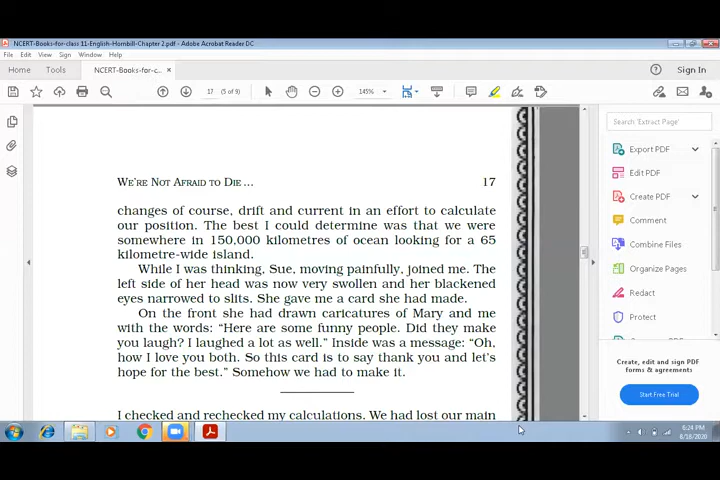 NCERT-Books-for-class 11-English-Hornbill-Chapter 2.pdf - Adobe Acrobat Reader DC
File Edit View Sign Window Help
Home Tools NCERT-Books-for-c... × Sign In
17 (5 of 9) 145%
Search 'Extract Page'
Export PDF
Edit PDF
Create PDF
Comment
Combine Files
Organize Pages
Redact
Protect
Create, edit and sign PDF
forms & agreements
Start Free Trial
WE'RE NOT AFRAID TO DIE ... 17
changes of course, drift and current in an effort to calculate
our position. The best I could determine was that we were
somewhere in 150,000 kilometres of ocean looking for a 65
kilometre-wide island.
While I was thinking, Sue, moving painfully, joined me. The
left side of her head was now very swollen and her blackened
eyes narrowed to slits. She gave me a card she had made.
On the front she had drawn caricatures of Mary and me
with the words: “Here are some funny people. Did they make
you laugh? I laughed a lot as well.” Inside was a message: “Oh,
how I love you both. So this card is to say thank you and let's
hope for the best.” Somehow we had to make it.
I checked and rechecked my calculations. We had lost our main
6:24 PM
8/18/2020